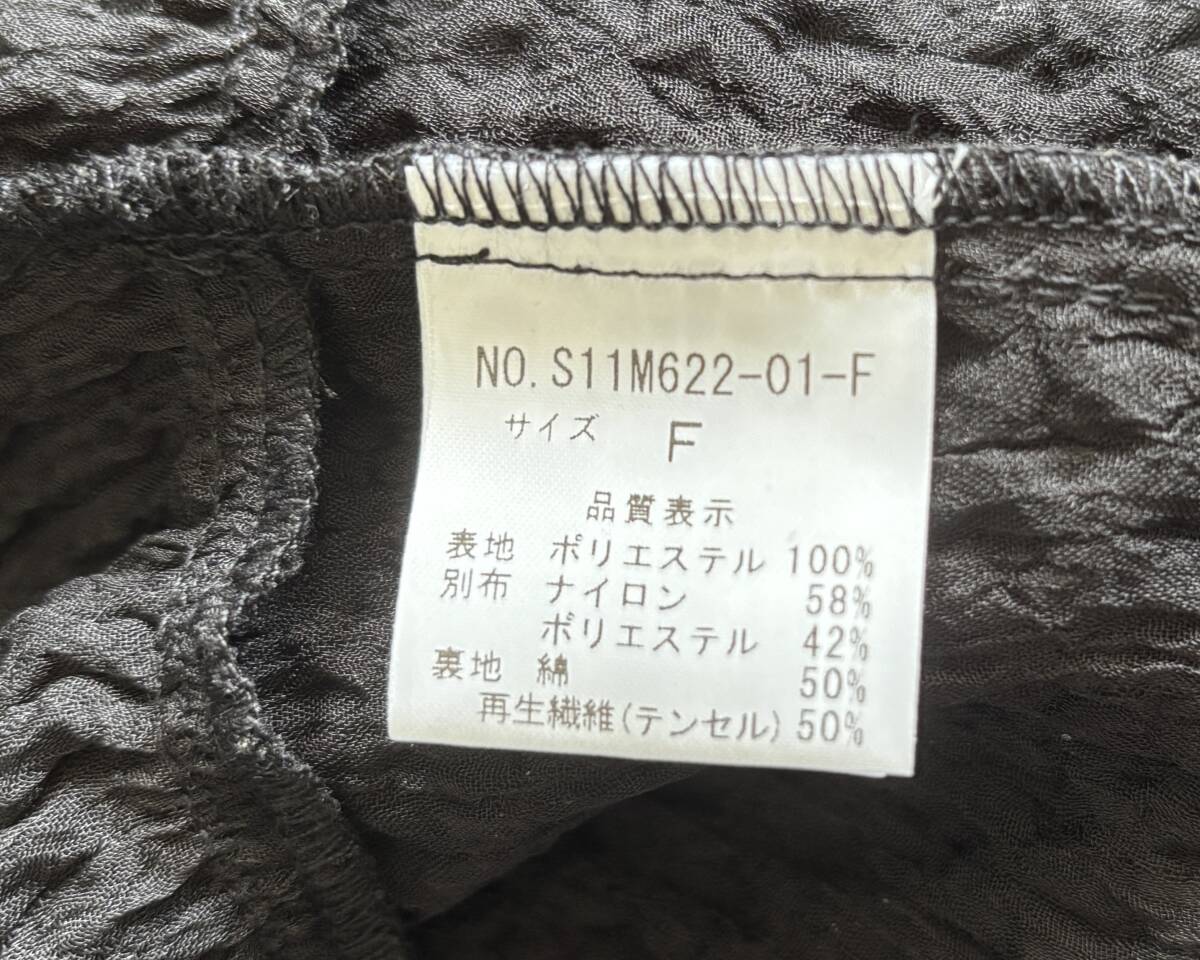 NO. S11M622-01-F
サイズ F
品質表示
表地 ポリエステル 100%
別布 ナイロン 58%
ポリエステル 42%
裏地 綿 50%
再生繊維(テンセル) 50%